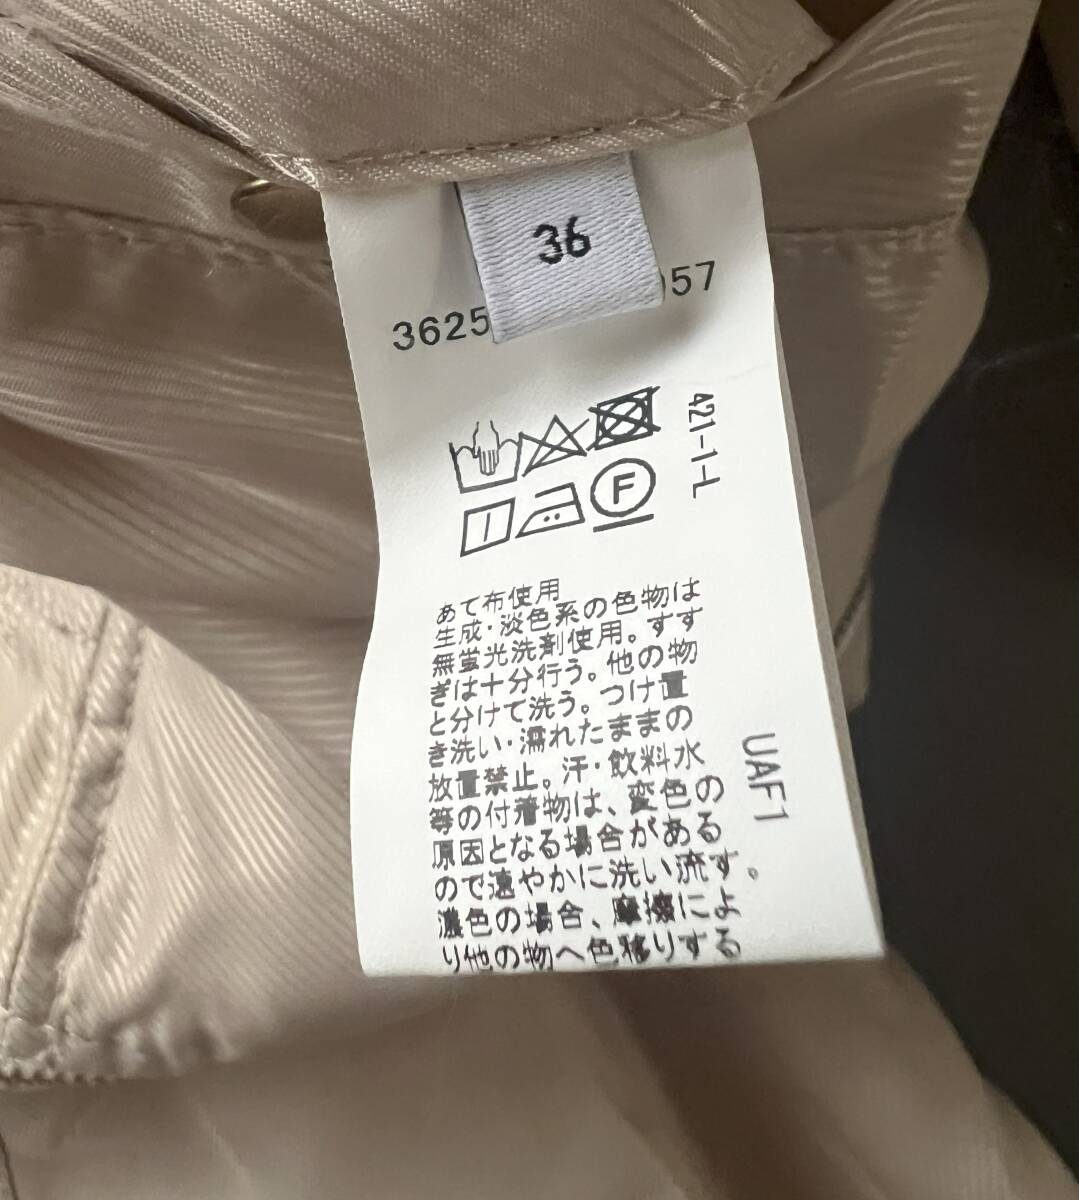 36
3625
57
421-1-L
F
あて布使用
生成・淡色系の色物は
無蛍光洗剤使用。すす
ぎは十分行う。他の物
と分けて洗う。つけ置
き洗い・濡れたままの
放置禁止。汗・飲料水
等の付着物は、変色の
原因となる場合がある
ので速やかに洗い流す。
濃色の場合、摩擦によ
り他の物へ色移りする
UAF1